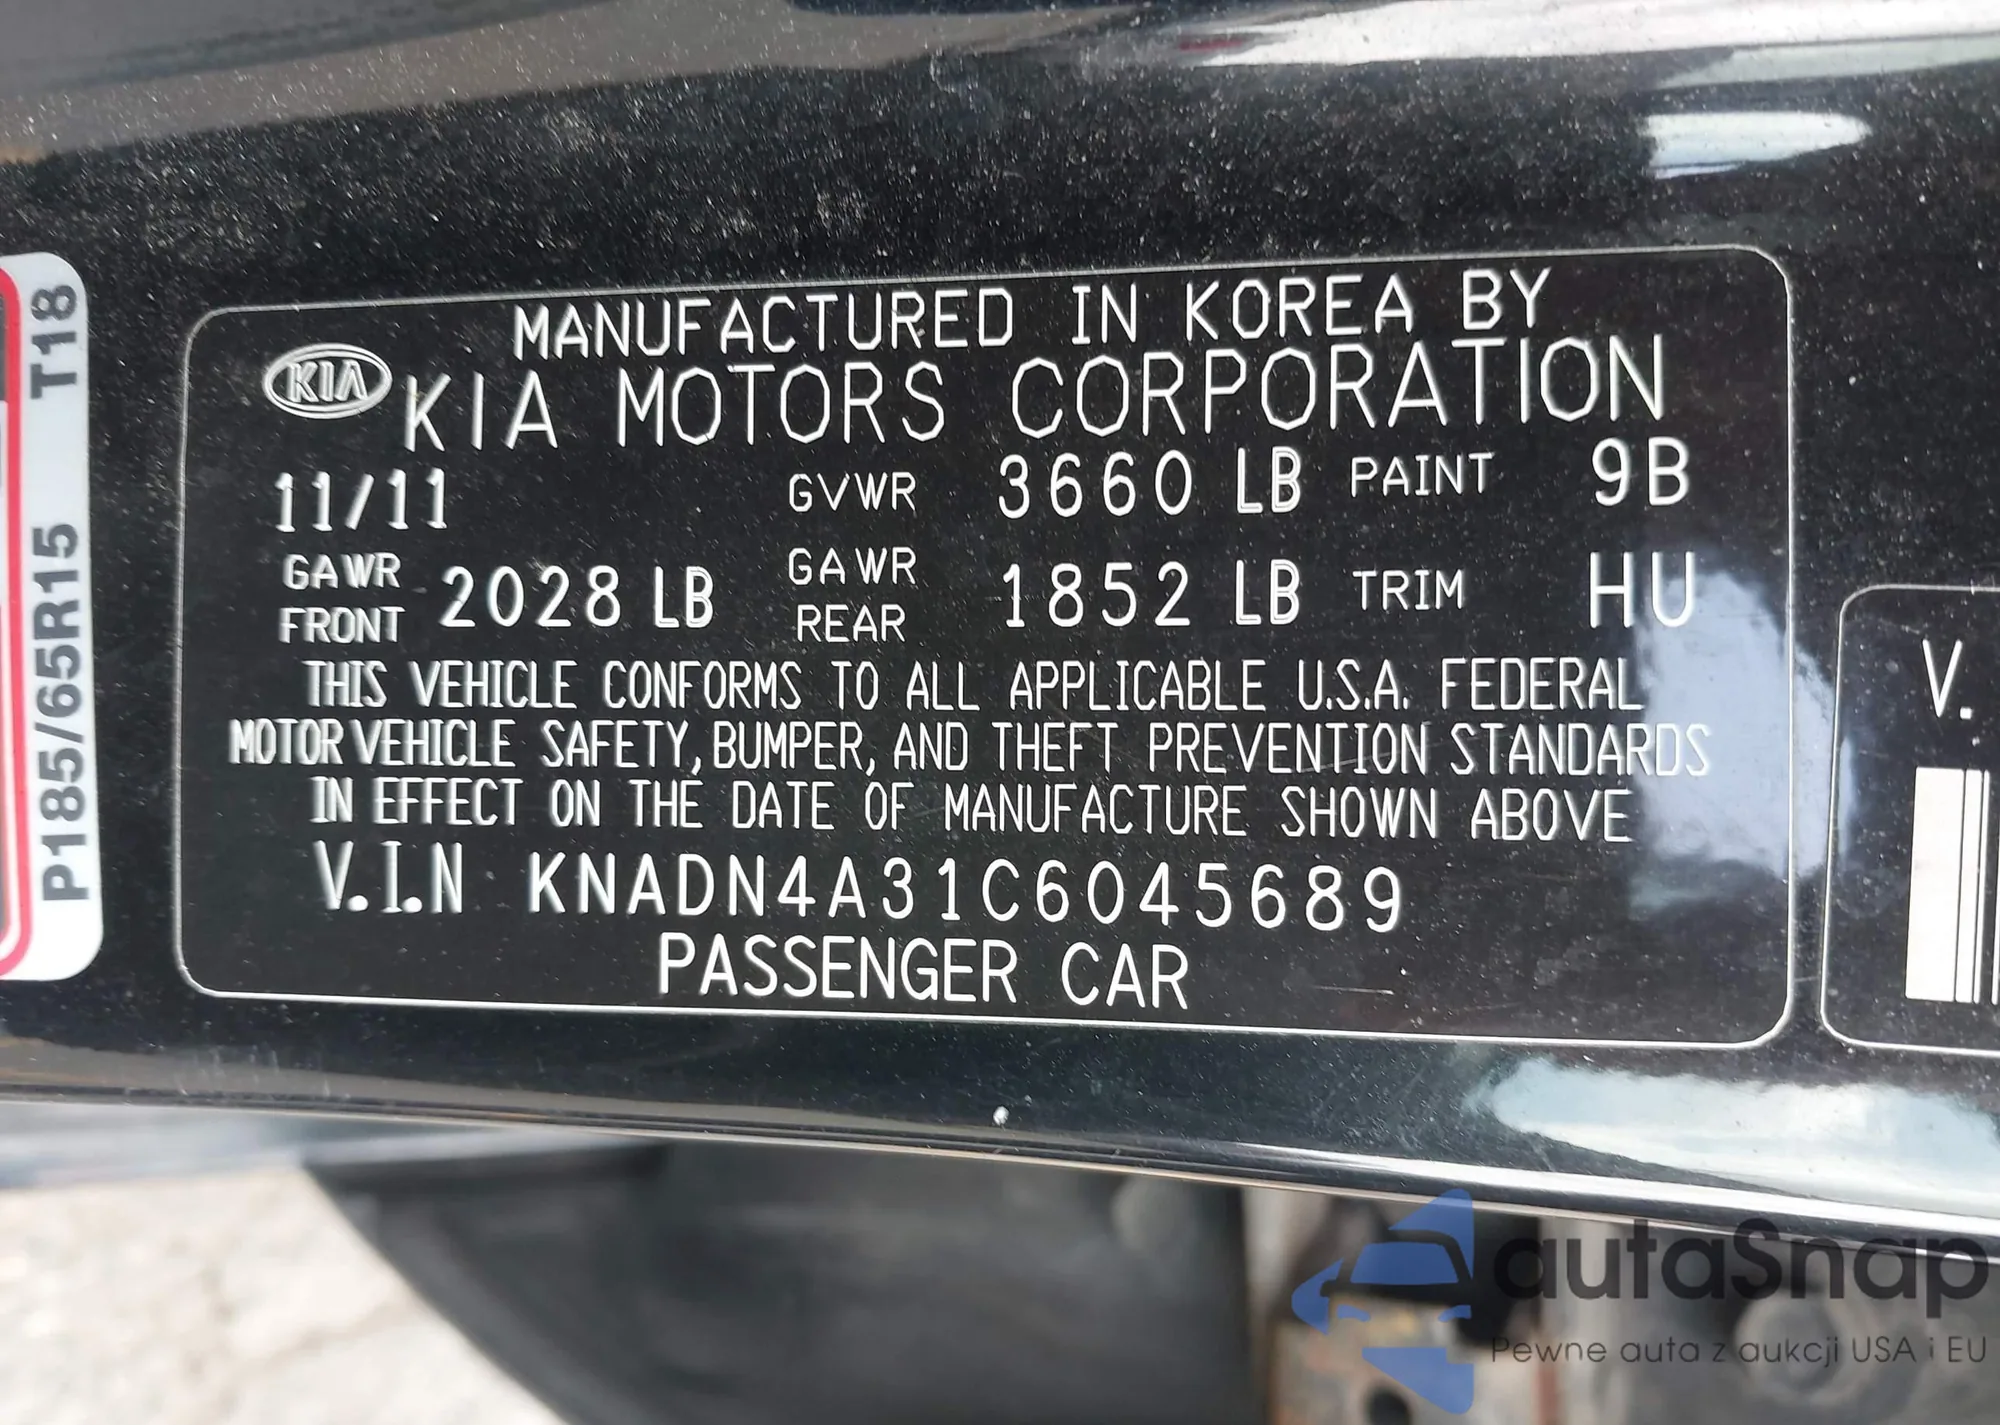 MANUFACTURED IN KOREA BY
KIA KIA MOTORS CORPORATION
11/11 GVWR 3660 LB PAINT 9B
GAWR FRONT 2028 LB GAWR REAR 1852 LB TRIM HU
THIS VEHICLE CONFORMS TO ALL APPLICABLE U.S.A. FEDERAL
MOTOR VEHICLE SAFETY, BUMPER, AND THEFT PREVENTION STANDARDS
IN EFFECT ON THE DATE OF MANUFACTURE SHOWN ABOVE
V.I.N KNADN4A31C6045689
PASSENGER CAR
P185/65R15 T18
V.
autaSnap
Pewne auta z aukcji USA i EU